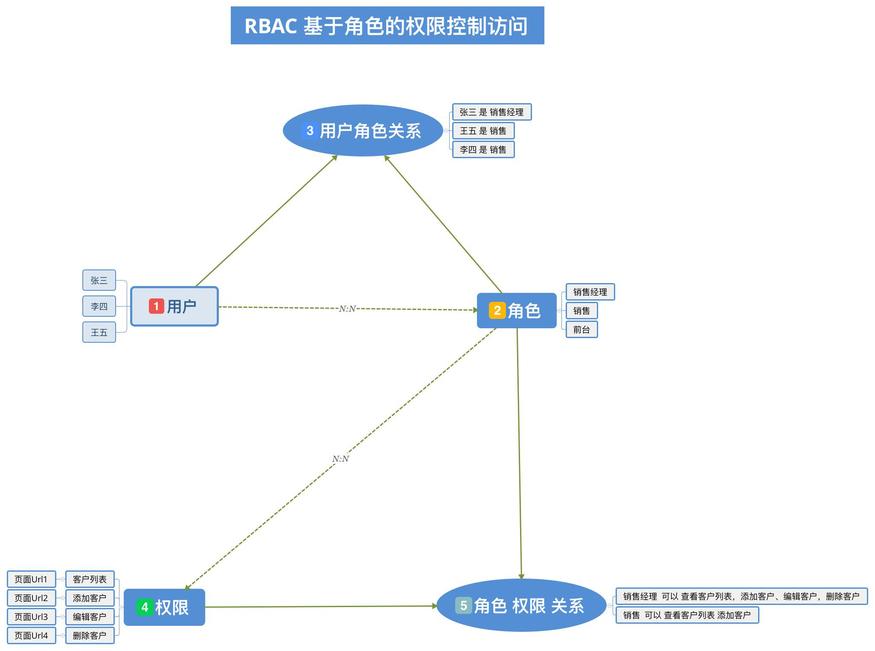 RBAC 基于角色的权限控制访问
3 用户角色关系
张三 是 销售经理
王五 是 销售
李四 是 销售
张三
李四
王五
1 用户
N:N
2 角色
销售经理
销售
前台
N:N
页面Url1 客户列表
页面Url2 添加客户
页面Url3 编辑客户
页面Url4 删除客户
4 权限
5 角色 权限 关系
销售经理 可以 查看客户列表，添加客户、编辑客户，删除客户
销售 可以 查看客户列表 添加客户